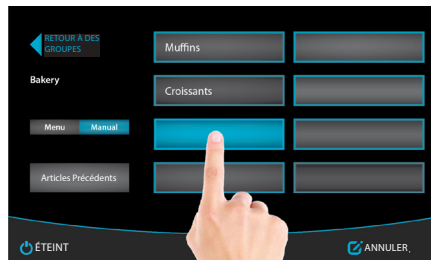 RETOUR À DES
GROUPES
Muffins
Bakery
Croissants
Menu
Manual
Articles Précédents
ÉTEINT
ANNULER.